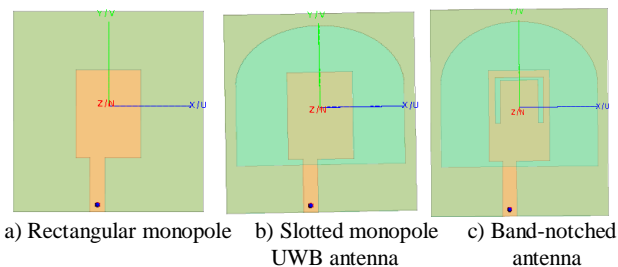 Y/V
Y/V
Y/V
Z/N
X/U
Z/N
X/U
Z/N
X/U
a) Rectangular monopole
b) Slotted monopole
UWB antenna
c) Band-notched
antenna